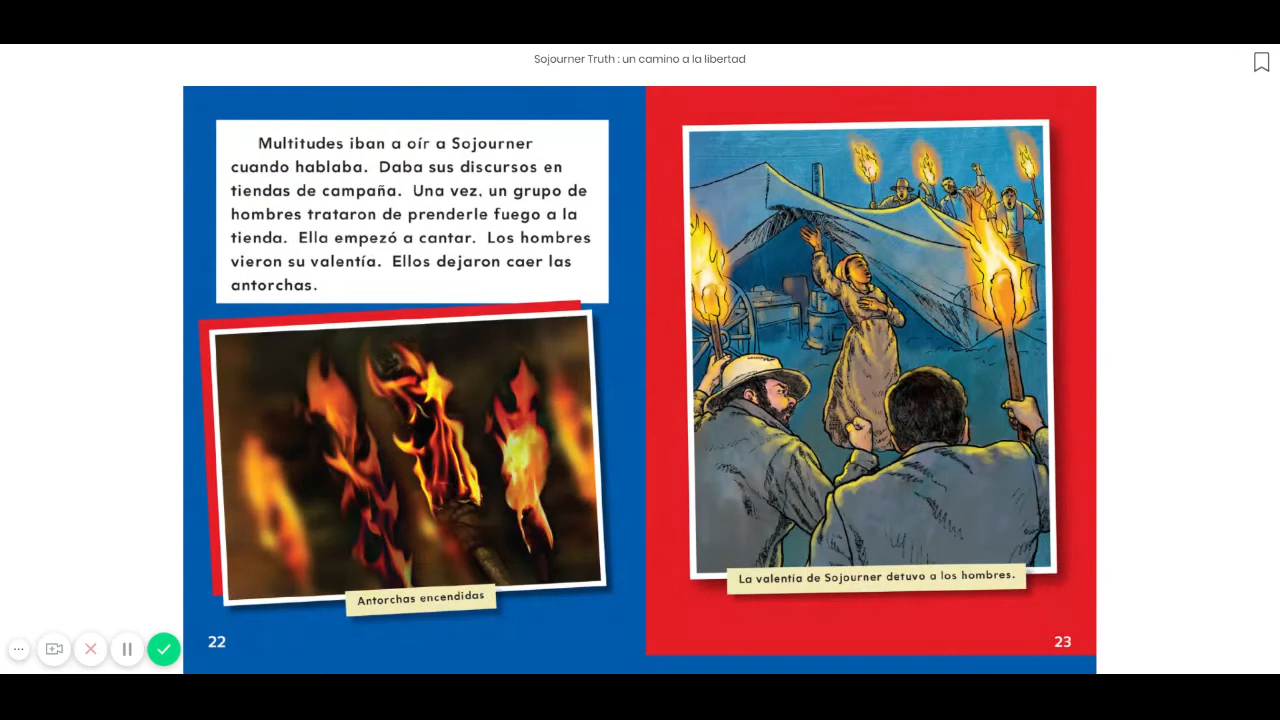 Sojourner Truth : un camino a la libertad
Multitudes iban a oír a Sojourner
cuando hablaba. Daba sus discursos en
tiendas de campaña. Una vez, un grupo de
hombres trataron de prenderle fuego a la
tienda. Ella empezó a cantar. Los hombres
vieron su valentía. Ellos dejaron caer las
antorchas.
Antorchas encendidas
22
La valentía de Sojourner detuvo a los hombres.
23